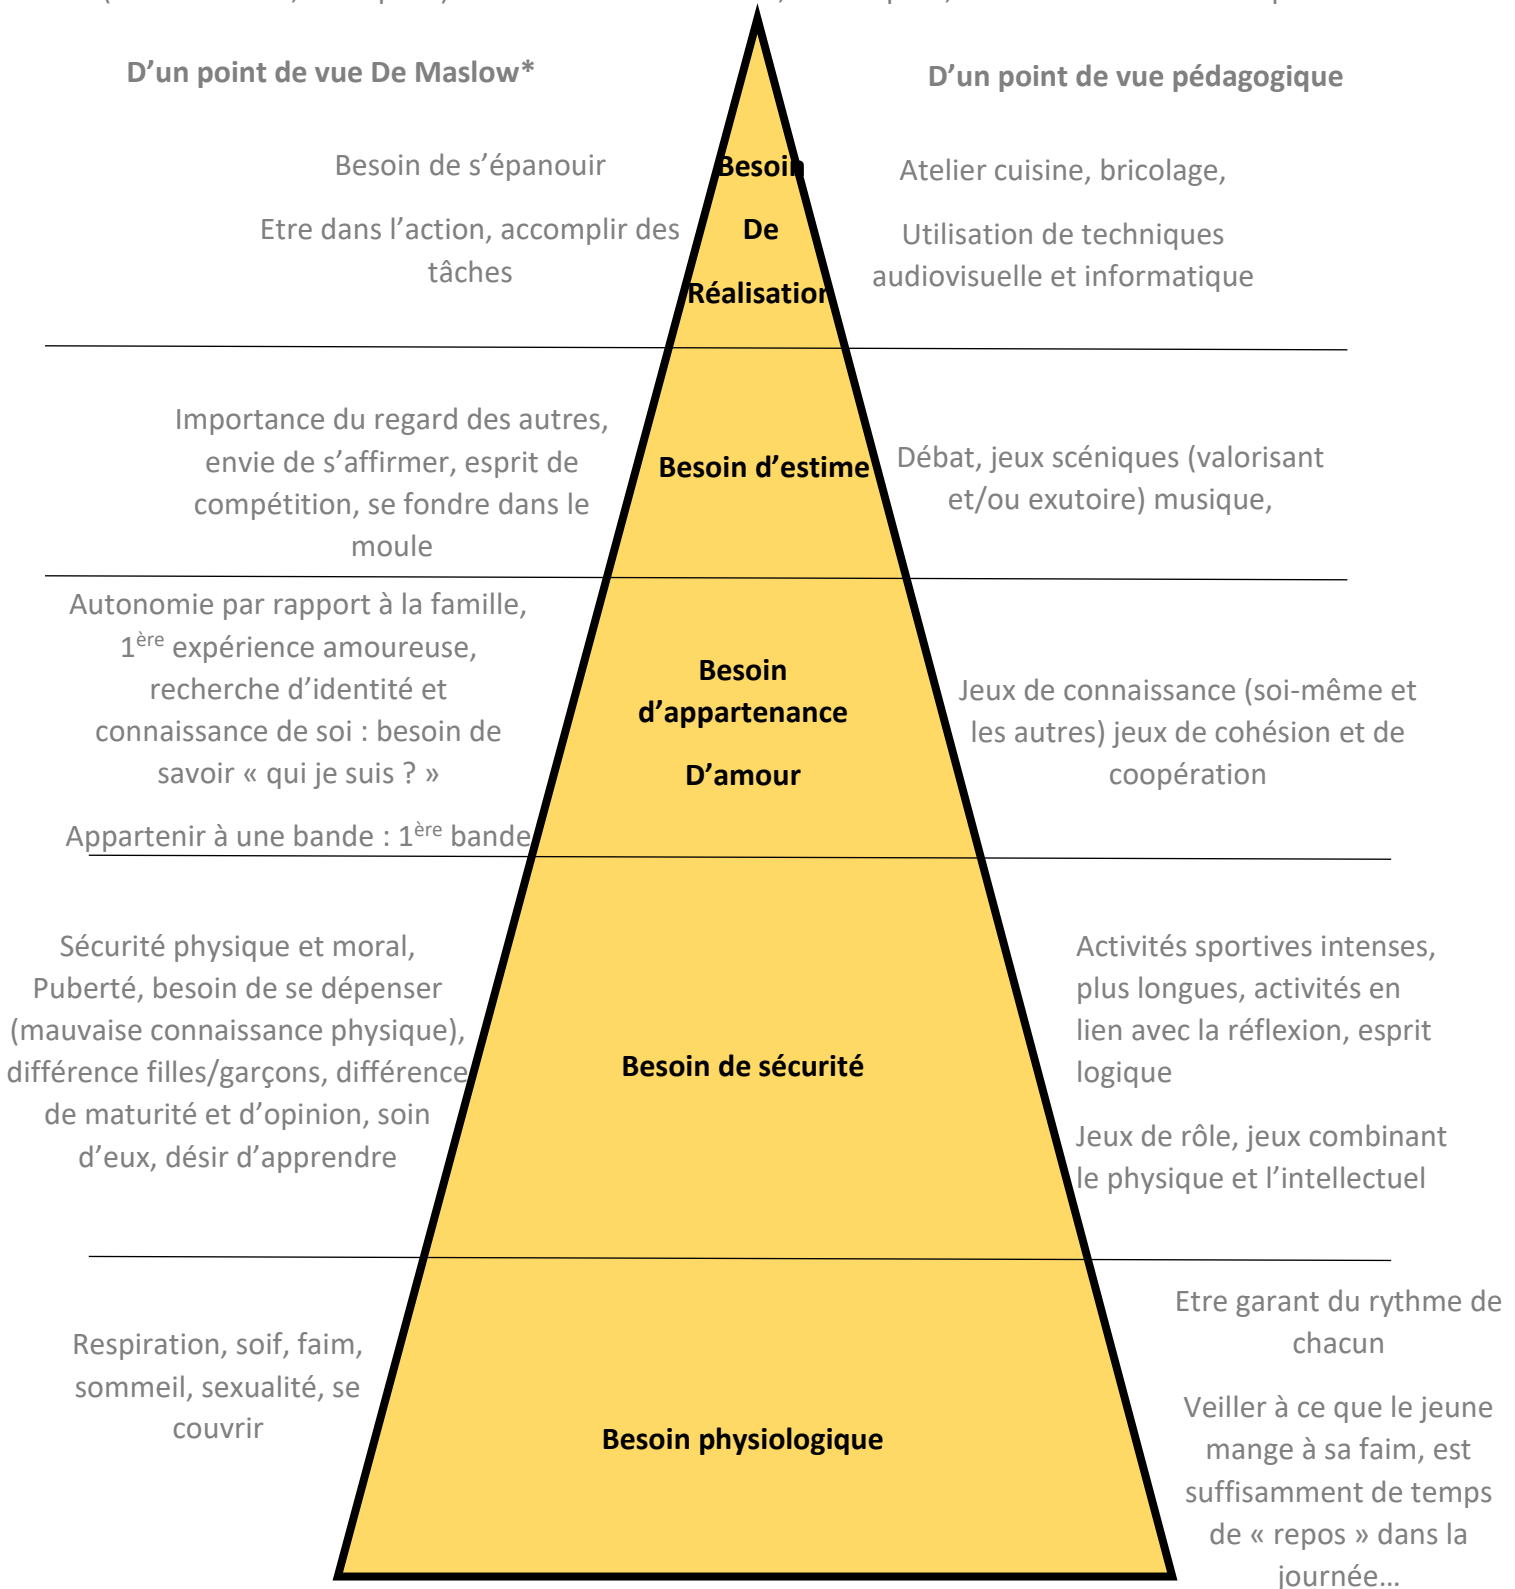 D'un point de vue De Maslow*
D'un point de vue pédagogique
Besoin de s'épanouir
Etre dans l'action, accomplir des
tâches
Besoin
De
Réalisation
Atelier cuisine, bricolage,
Utilisation de techniques
audiovisuelle et informatique
Importance du regard des autres,
envie de s'affirmer, esprit de
compétition, se fondre dans le
moule
Besoin d'estime
Débat, jeux scéniques (valorisant
et/ou exutoire) musique,
Autonomie par rapport à la famille,
1ère expérience amoureuse,
recherche d'identité et
connaissance de soi : besoin de
savoir « qui je suis ? »
Appartenir à une bande : 1ère bande
Besoin
d'appartenance
D'amour
Jeux de connaissance (soi-même et
les autres) jeux de cohésion et de
coopération
Sécurité physique et moral,
Puberté, besoin de se dépenser
(mauvaise connaissance physique),
différence filles/garçons, différence
de maturité et d'opinion, soin
d'eux, désir d'apprendre
Besoin de sécurité
Activités sportives intenses,
plus longues, activités en
lien avec la réflexion, esprit
logique
Jeux de rôle, jeux combinant
le physique et l'intellectuel
Respiration, soif, faim,
sommeil, sexualité, se
couvrir
Besoin physiologique
Etre garant du rythme de
chacun
Veiller à ce que le jeune
mange à sa faim, est
suffisamment de temps
de « repos » dans la
journée…